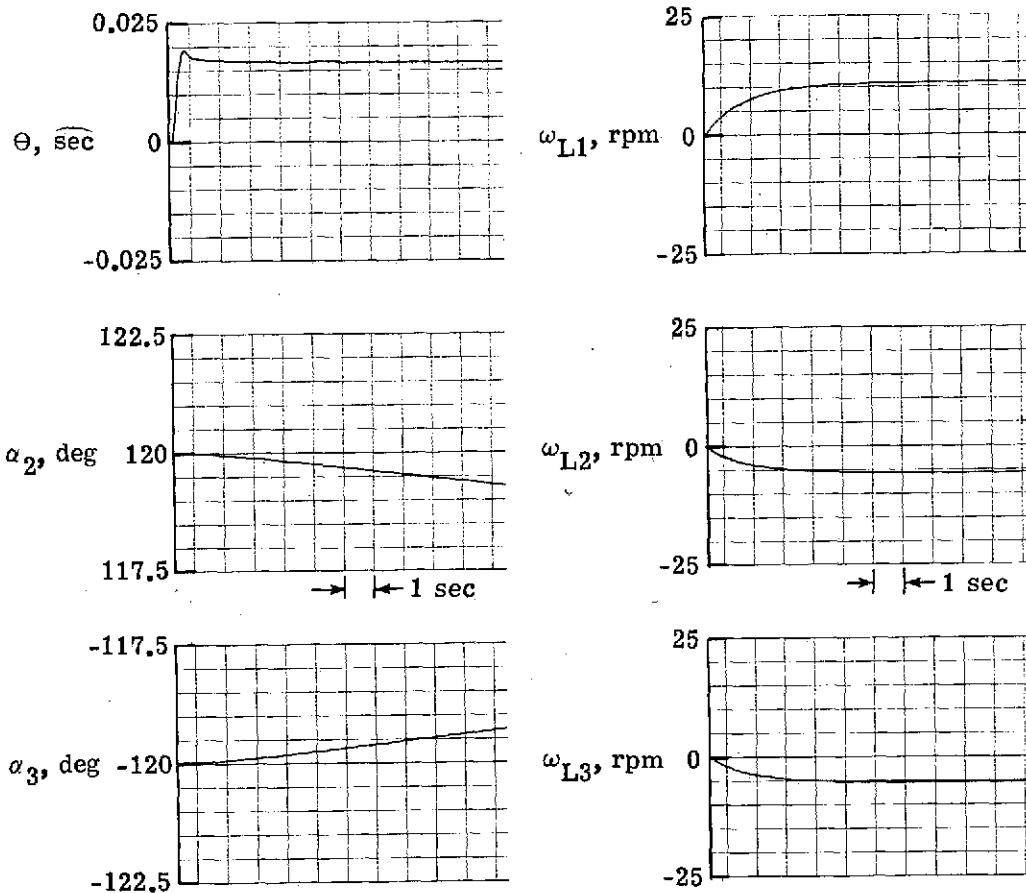 0.025
Θ, sec
0
-0.025
25
ω_L1, rpm
0
-25
122.5
α_2, deg
120
117.5
→ ← 1 sec
25
ω_L2, rpm
0
-25
→ ← 1 sec
-117.5
α_3, deg
-120
-122.5
25
ω_L3, rpm
0
-25